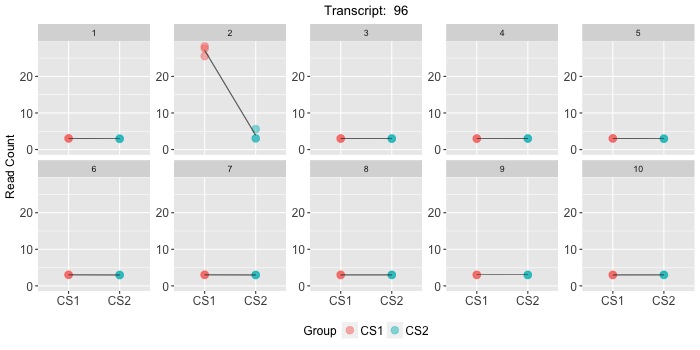 Transcript:  96
1 2 3 4 5
20
10
0
6 7 8 9 10
20
10
0
Read Count
CS1 CS2 CS1 CS2 CS1 CS2 CS1 CS2 CS1 CS2
Group CS1 CS2